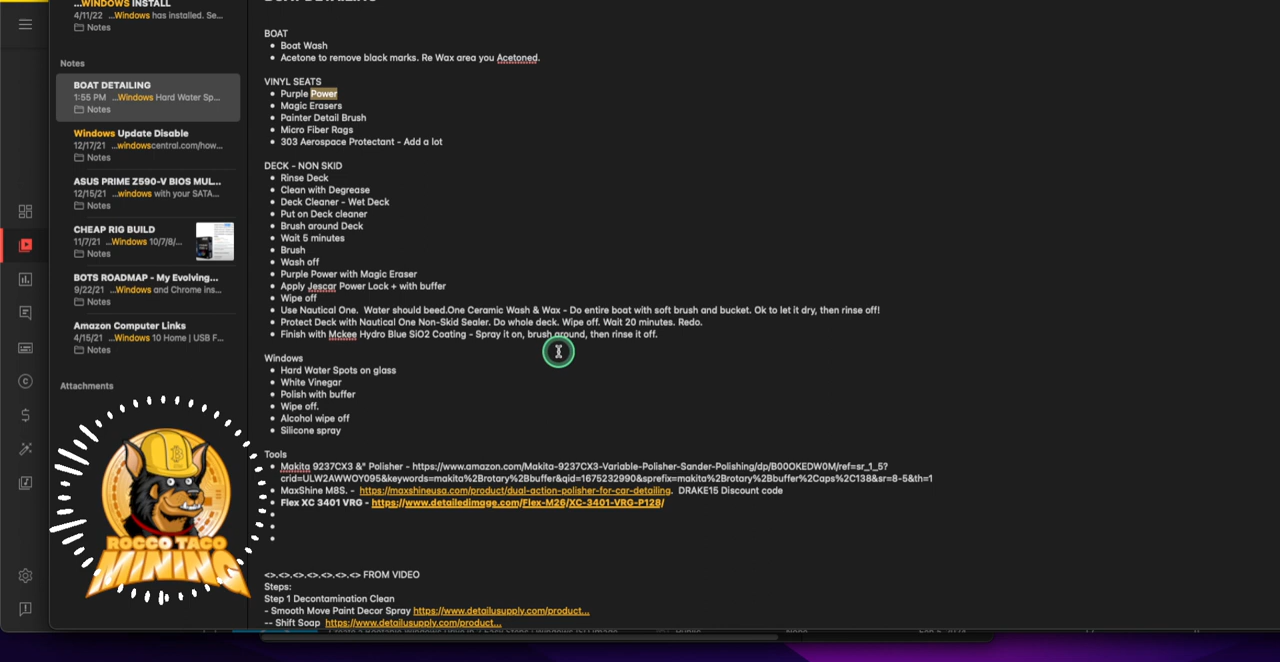 ...WINDOWS INSTALL
4/11/22 ...Windows has installed. Se...
Notes
Notes
BOAT DETAILING
1:55 PM ...Windows Hard Water Sp...
Notes
Windows Update Disable
12/17/21 ...windowscentral.com/how...
Notes
ASUS PRIME Z590-V BIOS MUL...
12/15/21 ...windows with your SATA...
Notes
CHEAP RIG BUILD
11/7/21 ...Windows 10/7/8/...
Notes
BOTS ROADMAP - My Evolving...
9/22/21 ...Windows and Chrome ins...
Notes
Amazon Computer Links
4/15/21 ...Windows 10 Home | USB F...
Notes
Attachments
ROCCO TACO
MINING
BOAT DETAILING
BOAT
Boat Wash
Acetone to remove black marks. Re Wax area you Acetoned.
VINYL SEATS
Purple Power
Magic Erasers
Painter Detail Brush
Micro Fiber Rags
303 Aerospace Protectant - Add a lot
DECK - NON SKID
Rinse Deck
Clean with Degrease
Deck Cleaner - Wet Deck
Put on Deck cleaner
Brush around Deck
Wait 5 minutes
Brush
Wash off
Purple Power with Magic Eraser
Apply Jescar Power Lock + with buffer
Wipe off
Use Nautical One.  Water should beed.One Ceramic Wash & Wax - Do entire boat with soft brush and bucket. Ok to let it dry, then rinse off!
Protect Deck with Nautical One Non-Skid Sealer. Do whole deck. Wipe off. Wait 20 minutes. Redo.
Finish with Mckee Hydro Blue SiO2 Coating - Spray it on, brush around, then rinse it off.
Windows
Hard Water Spots on glass
White Vinegar
Polish with buffer
Wipe off.
Alcohol wipe off
Silicone spray
Tools
Makita 9237CX3 &" Polisher - https://www.amazon.com/Makita-9237CX3-Variable-Polisher-Sander-Polishing/dp/B00OKEDW0M/ref=sr_1_5?
crid=ULW2AWWOY095&keywords=makita%2Brotary%2Bbuffer&qid=1675232990&sprefix=makita%2Brotary%2Bbuffer%2Caps%2C138&sr=8-5&th=1
MaxShine M8S. -  https://maxshineusa.com/product/dual-action-polisher-for-car-detailing.  DRAKE15 Discount code
Flex XC 3401 VRG - https://www.detailedimage.com/Flex-M26/XC-3401-VRG-P128/
<>.<>.<>.<>.<>.<>.<> FROM VIDEO
Steps:
Step 1 Decontamination Clean
- Smooth Move Paint Decor Spray https://www.detailusupply.com/product...
-- Shift Soap  https://www.detailusupply.com/product...